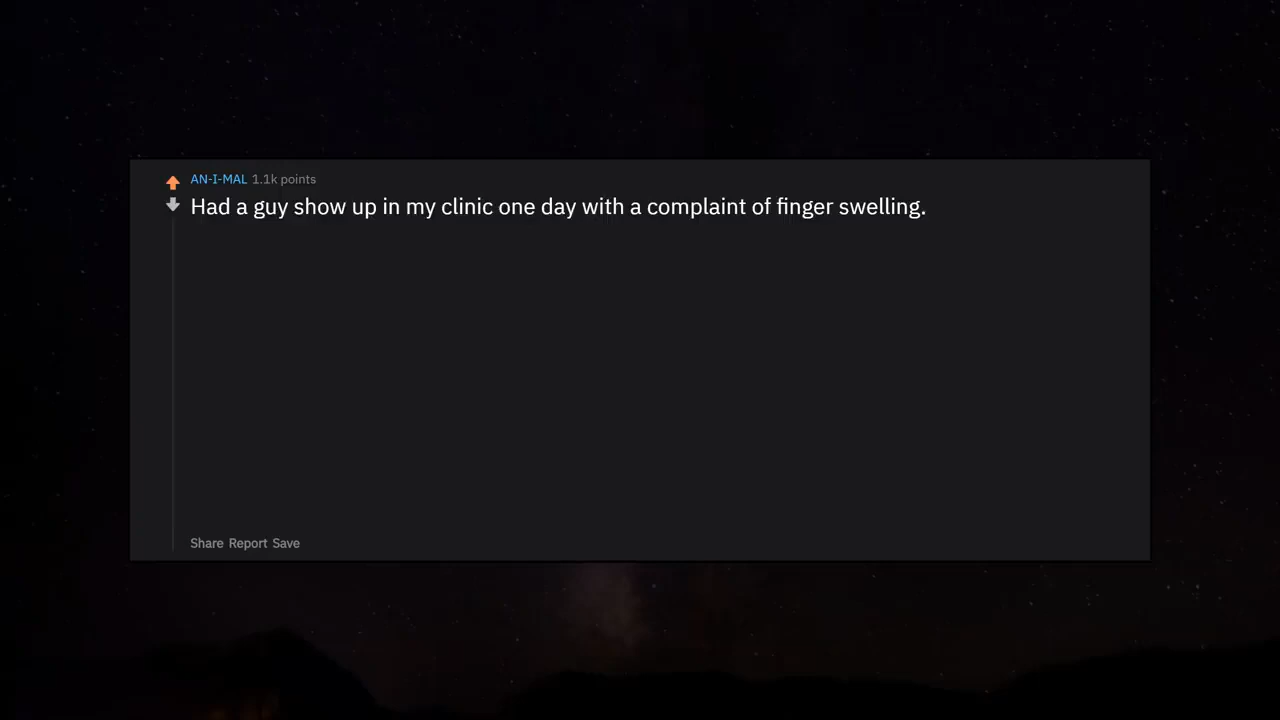 AN-I-MAL 1.1k points
Had a guy show up in my clinic one day with a complaint of finger swelling.
Share Report Save